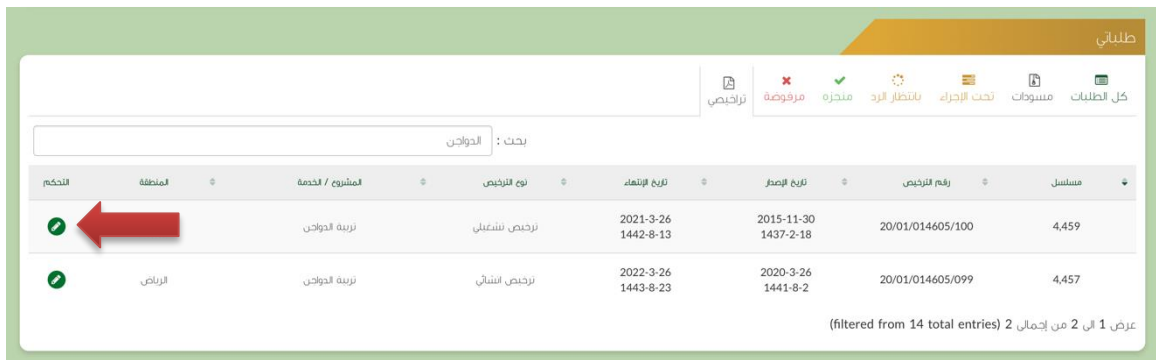 طلباتي
كل الطلبات
مسودات
تحت الإجراء
بانتظار الرد
منجزه
مرفوضة
تراخيصي
بحث : الدواجن
مسلسل رقم الترخيص تاريخ الإصدار تاريخ الإنتهاء نوع الترخيص المشروع / الخدمة المنطقة التحكم
4,459 20/01/014605/100 2015-11-30 2021-3-26 ترخيص تشغيلي تربية الدواجن
1437-2-18 1442-8-13
4,457 20/01/014605/099 2020-3-26 2022-3-26 ترخيص انشائي تربية الدواجن الرياض
1441-8-2 1443-8-23
عرض 1 الى 2 من إجمالي 2 (filtered from 14 total entries)